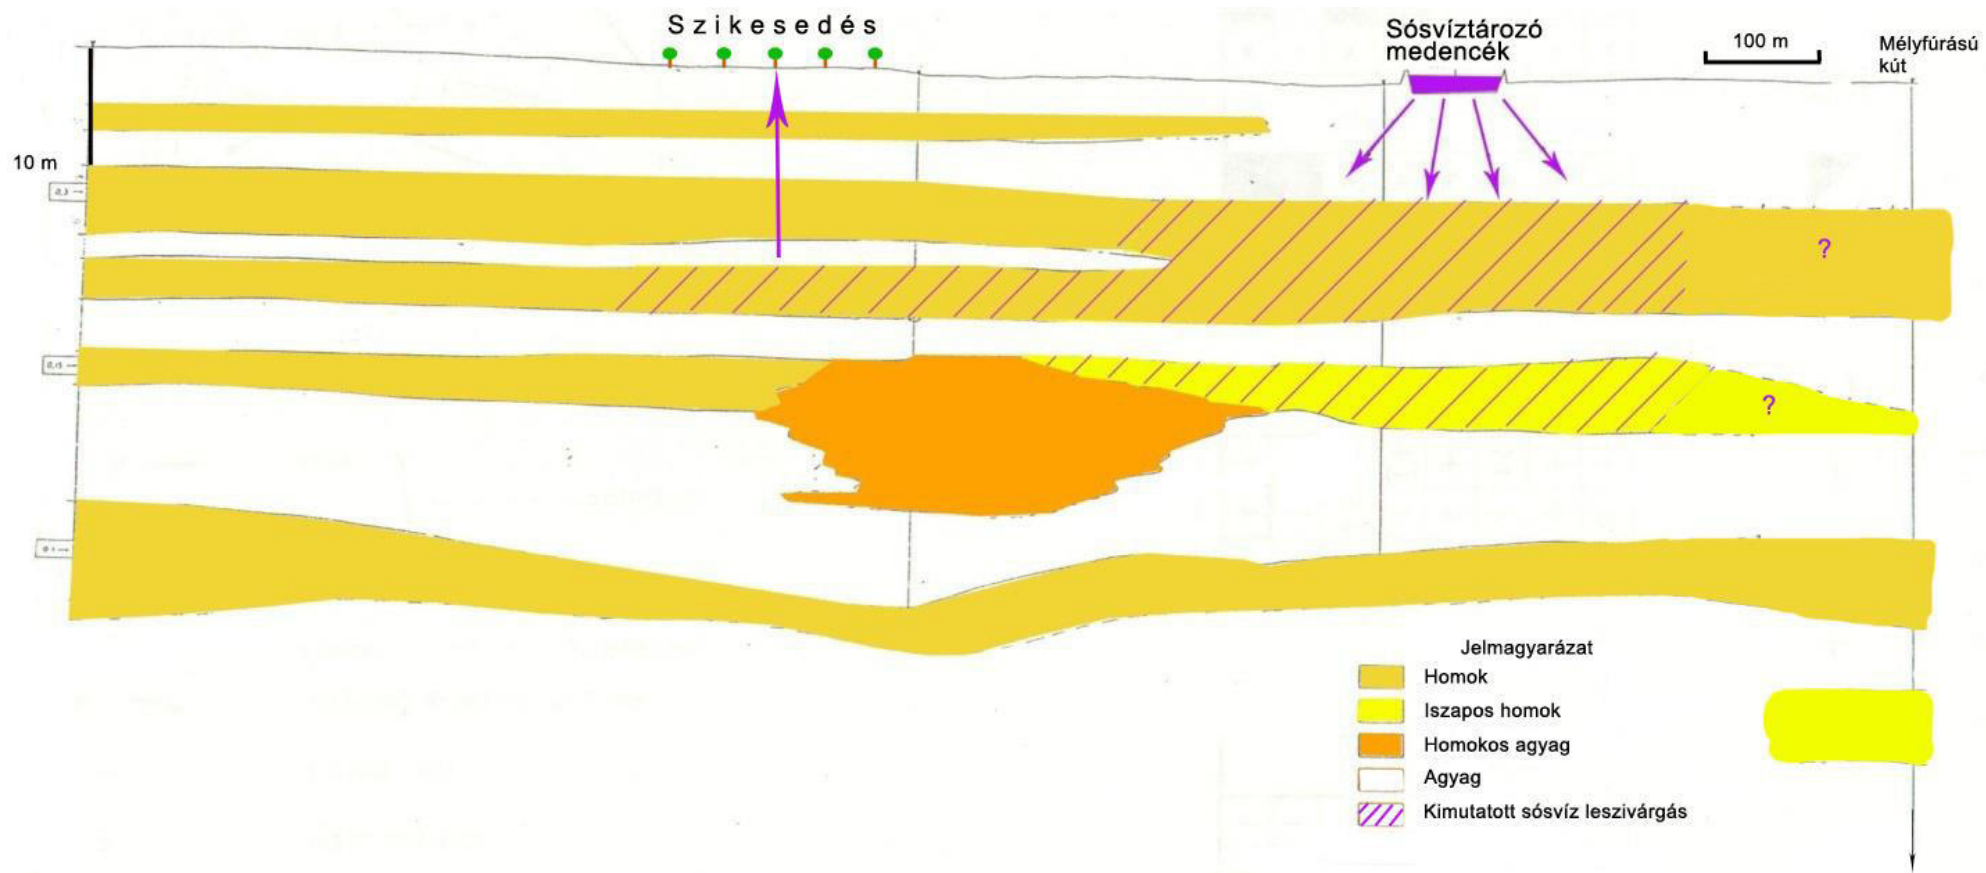 Szikesedés
Sósvíztározó
medencék
100 m
Mélyfúrású
kút
10 m
?
?
Jelmagyarázat
Homok
Iszapos homok
Homokos agyag
Agyag
Kimutatott sósvíz leszivárgás